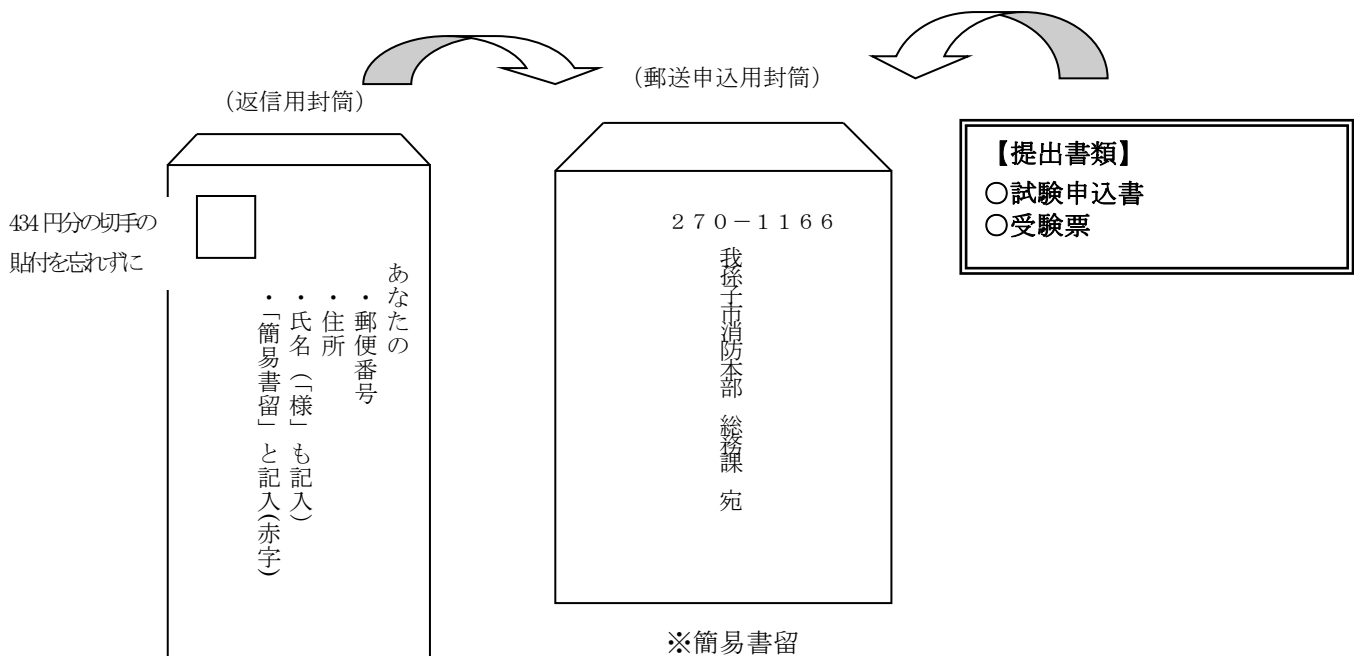 （返信用封筒）
（郵送申込用封筒）
434円分の切手の
貼付を忘れずに
あなたの
・郵便番号
・住所
・氏名（「様」も記入）
・「簡易書留」と記入(赤字)
２７０－１１６６
我孫子市消防本部 総務課 宛
※簡易書留
【提出書類】
○試験申込書
○受験票